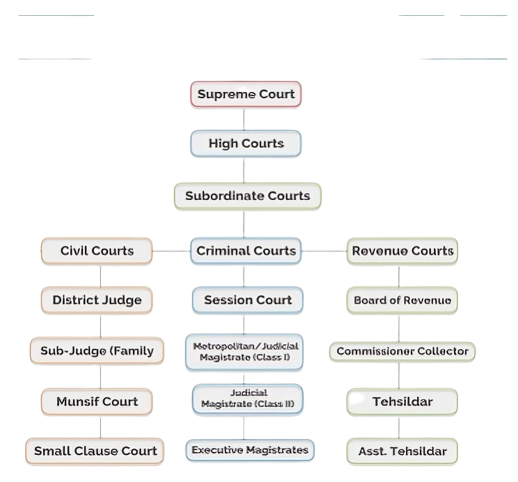 Supreme Court
High Courts
Subordinate Courts
Civil Courts
Criminal Courts
Revenue Courts
District Judge
Session Court
Board of Revenue
Sub-Judge (Family
Metropolitan/Judicial
Magistrate (Class I)
Commissioner Collector
Munsif Court
Judicial
Magistrate (Class II)
Tehsildar
Small Clause Court
Executive Magistrates
Asst. Tehsildar